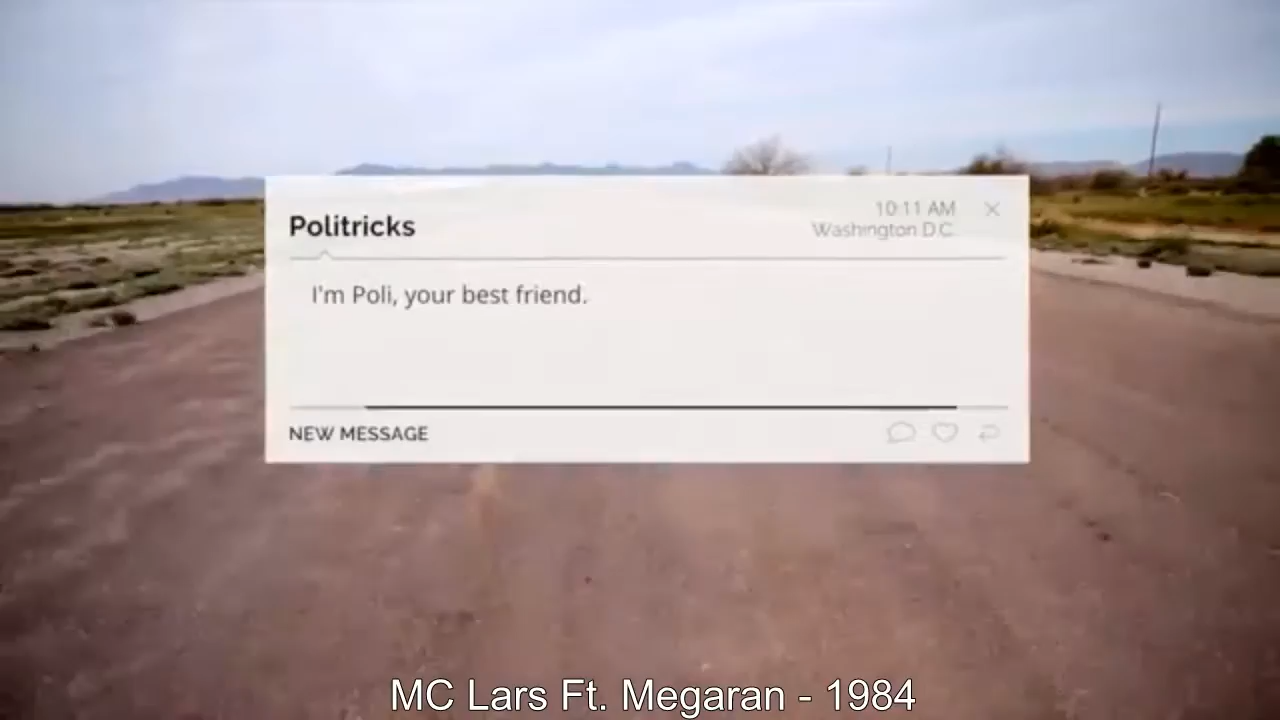 Politricks
10:11 AM
Washington D.C.
I'm Poli, your best friend.
NEW MESSAGE
MC Lars Ft. Megaran - 1984